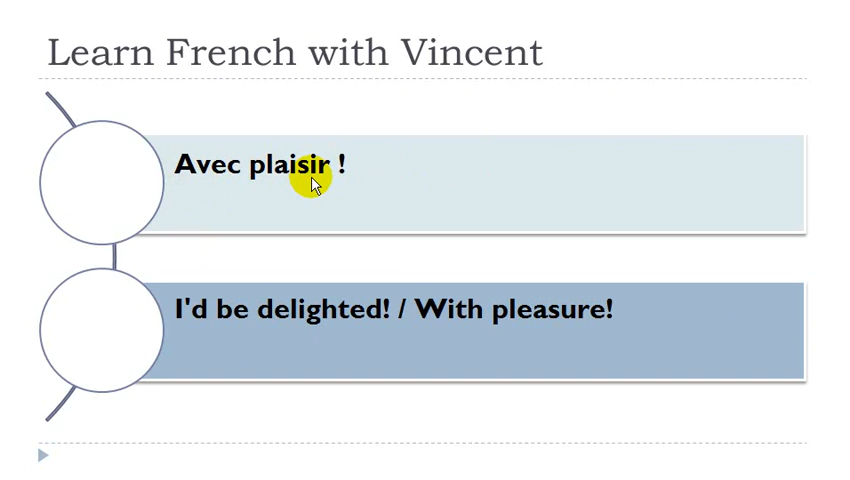 Learn French with Vincent
Avec plaisir !
I'd be delighted! / With pleasure!